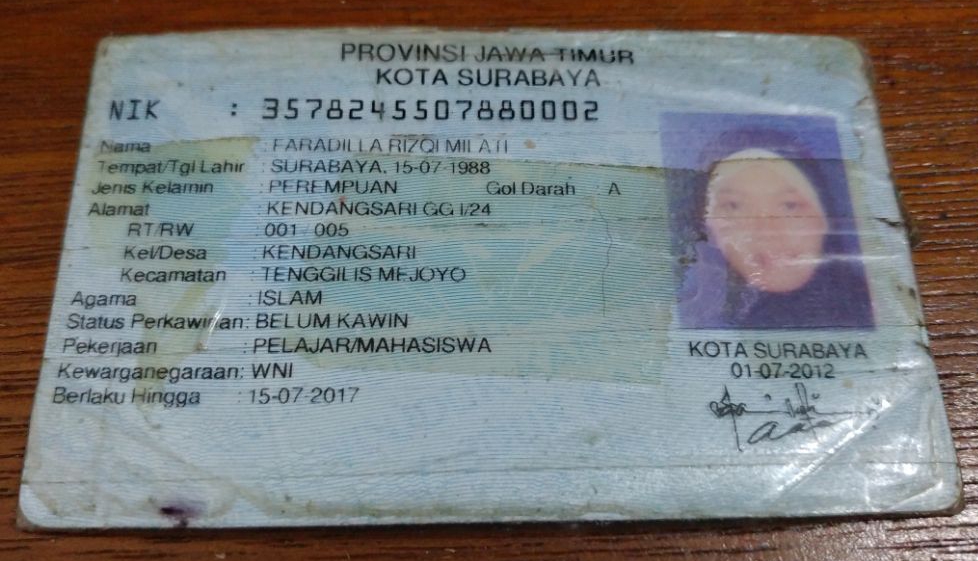 PROVINSI JAWA TIMUR
KOTA SURABAYA
NIK : 3578245507880002
Nama : FARADILLA RIZQI MILATI
Tempat/Tgl Lahir : SURABAYA, 15-07-1988
Jenis Kelamin : PEREMPUAN Gol Darah : A
Alamat : KENDANGSARI GG I/24
RT/RW : 001 / 005
Kel/Desa : KENDANGSARI
Kecamatan : TENGGILIS MEJOYO
Agama : ISLAM
Status Perkawinan: BELUM KAWIN
Pekerjaan : PELAJAR/MAHASISWA
Kewarganegaraan: WNI
Berlaku Hingga : 15-07-2017
KOTA SURABAYA
01-07-2012